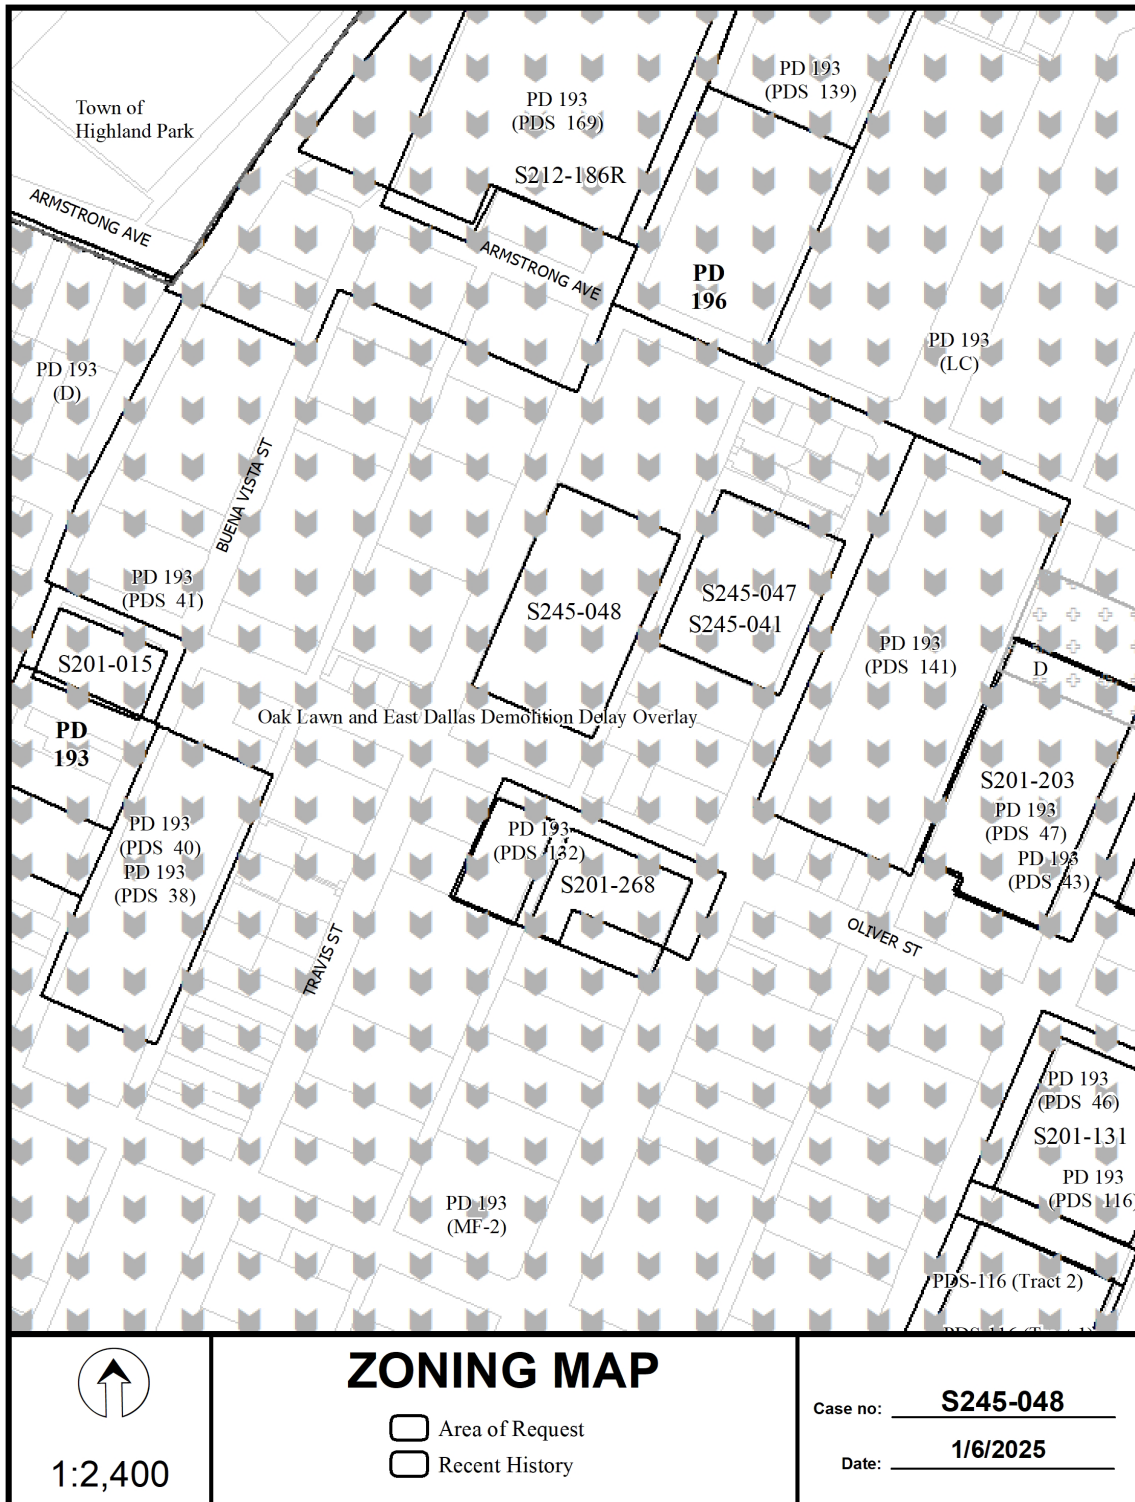 Town of
Highland Park
PD 193
(PDS 139)
PD 193
(PDS 169)
S212-186R
ARMSTRONG AVE
ARMSTRONG AVE
PD
196
PD 193
(LC)
PD 193
(D)
BUENA VISTA ST
PD 193
(PDS 41)
S245-048
S245-047
S245-041
PD 193
(PDS 141)
S201-015
D
Oak Lawn and East Dallas Demolition Delay Overlay
PD
193
S201-203
PD 193
(PDS 47)
PD 193
(PDS 43)
PD 193
(PDS 40)
PD 193
(PDS 38)
PD 193
(PDS 132)
S201-268
OLIVER ST
TRAVIS ST
PD 193
(PDS 46)
S201-131
PD 193
(PDS 116)
PD 193
(MF-2)
PDS-116 (Tract 2)
PDS-116 (Tract 1)
1:2,400
ZONING MAP
Area of Request
Recent History
Case no: S245-048
Date: 1/6/2025